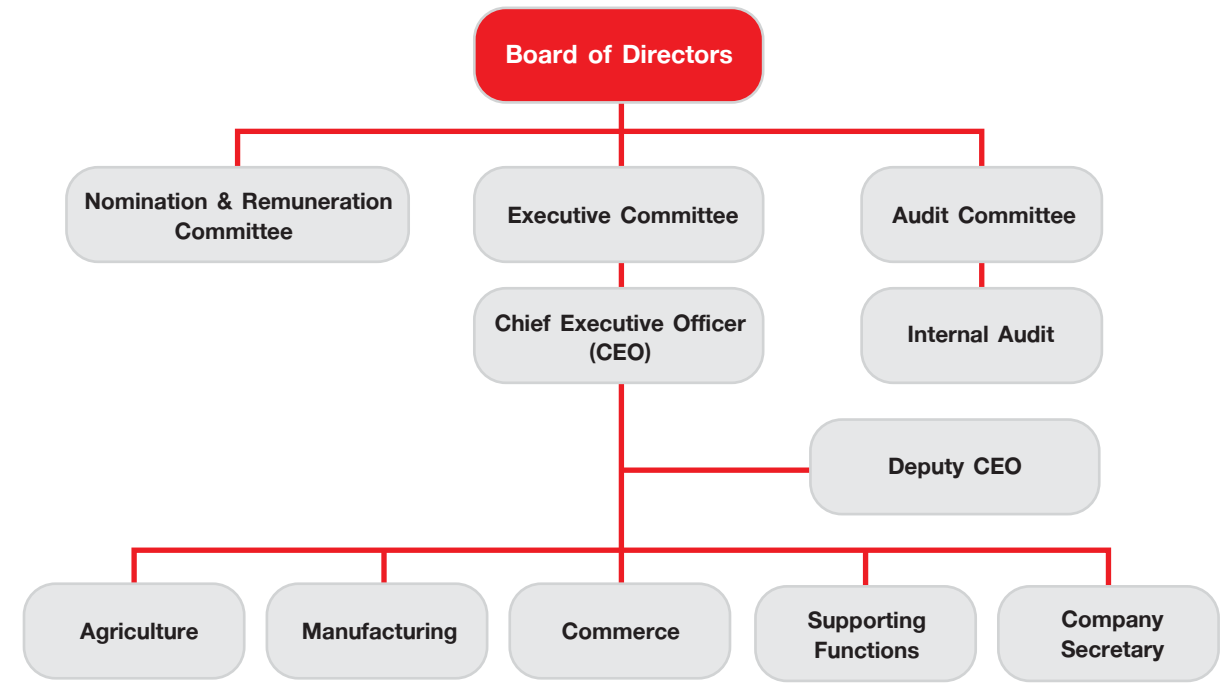 Board of Directors
Nomination & Remuneration
Committee
Executive Committee
Audit Committee
Chief Executive Officer
(CEO)
Internal Audit
Deputy CEO
Agriculture
Manufacturing
Commerce
Supporting
Functions
Company
Secretary